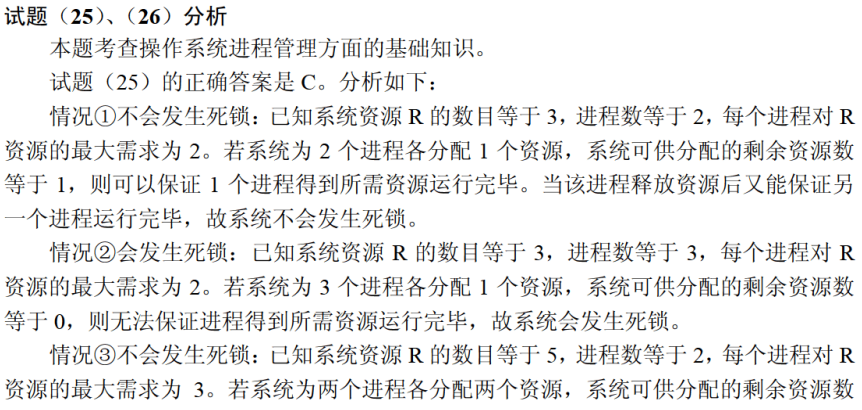 试题（25）、（26）分析
本题考查操作系统进程管理方面的基础知识。
试题（25）的正确答案是 C。分析如下：
情况①不会发生死锁：已知系统资源 R 的数目等于 3，进程数等于 2，每个进程对 R
资源的最大需求为 2。若系统为 2 个进程各分配 1 个资源，系统可供分配的剩余资源数
等于 1，则可以保证 1 个进程得到所需资源运行完毕。当该进程释放资源后又能保证另
一个进程运行完毕，故系统不会发生死锁。
情况②会发生死锁：已知系统资源 R 的数目等于 3，进程数等于 3，每个进程对 R
资源的最大需求为 2。若系统为 3 个进程各分配 1 个资源，系统可供分配的剩余资源数
等于 0，则无法保证进程得到所需资源运行完毕，故系统会发生死锁。
情况③不会发生死锁：已知系统资源 R 的数目等于 5，进程数等于 2，每个进程对 R
资源的最大需求为 3。若系统为两个进程各分配两个资源，系统可供分配的剩余资源数